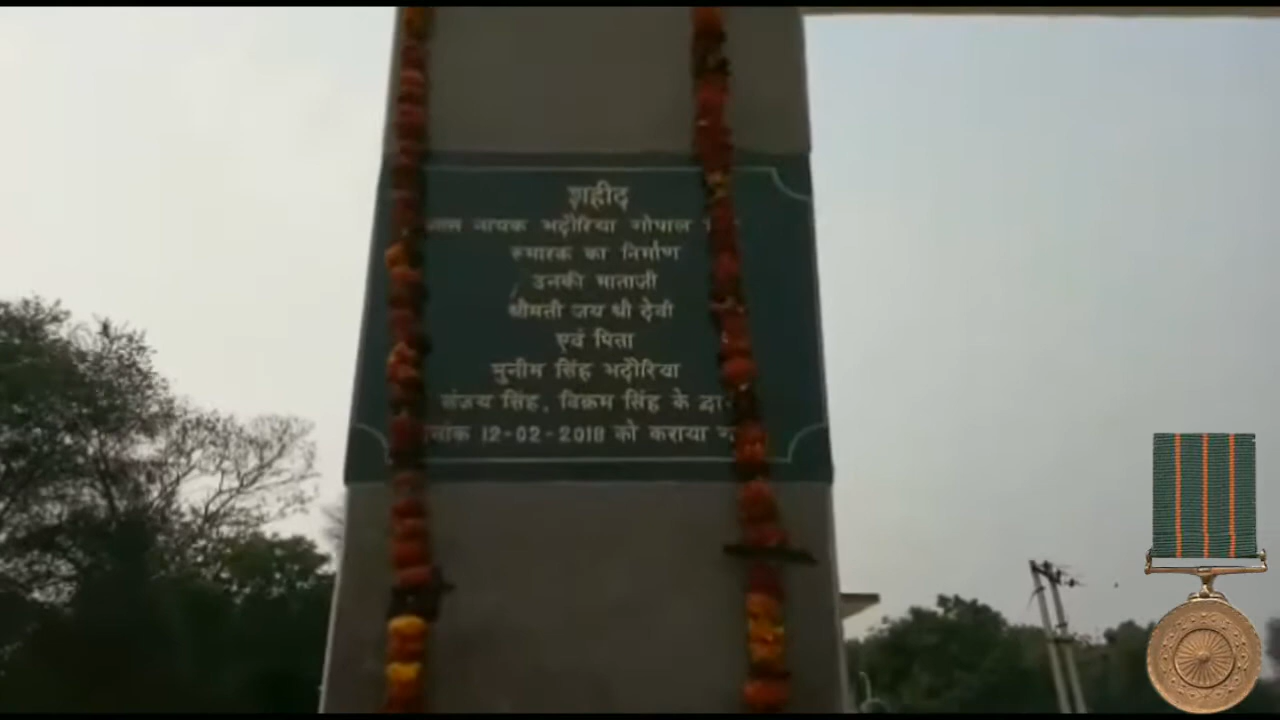 शहीद
नायक भदौरिया गोपाल
स्मारक का निर्माण
उनकी माताजी
श्रीमती जय श्री देवी
एवं पिता
मुनीम सिंह भदौरिया
संजय सिंह, विक्रम सिंह के
12-02-2018 को कराया